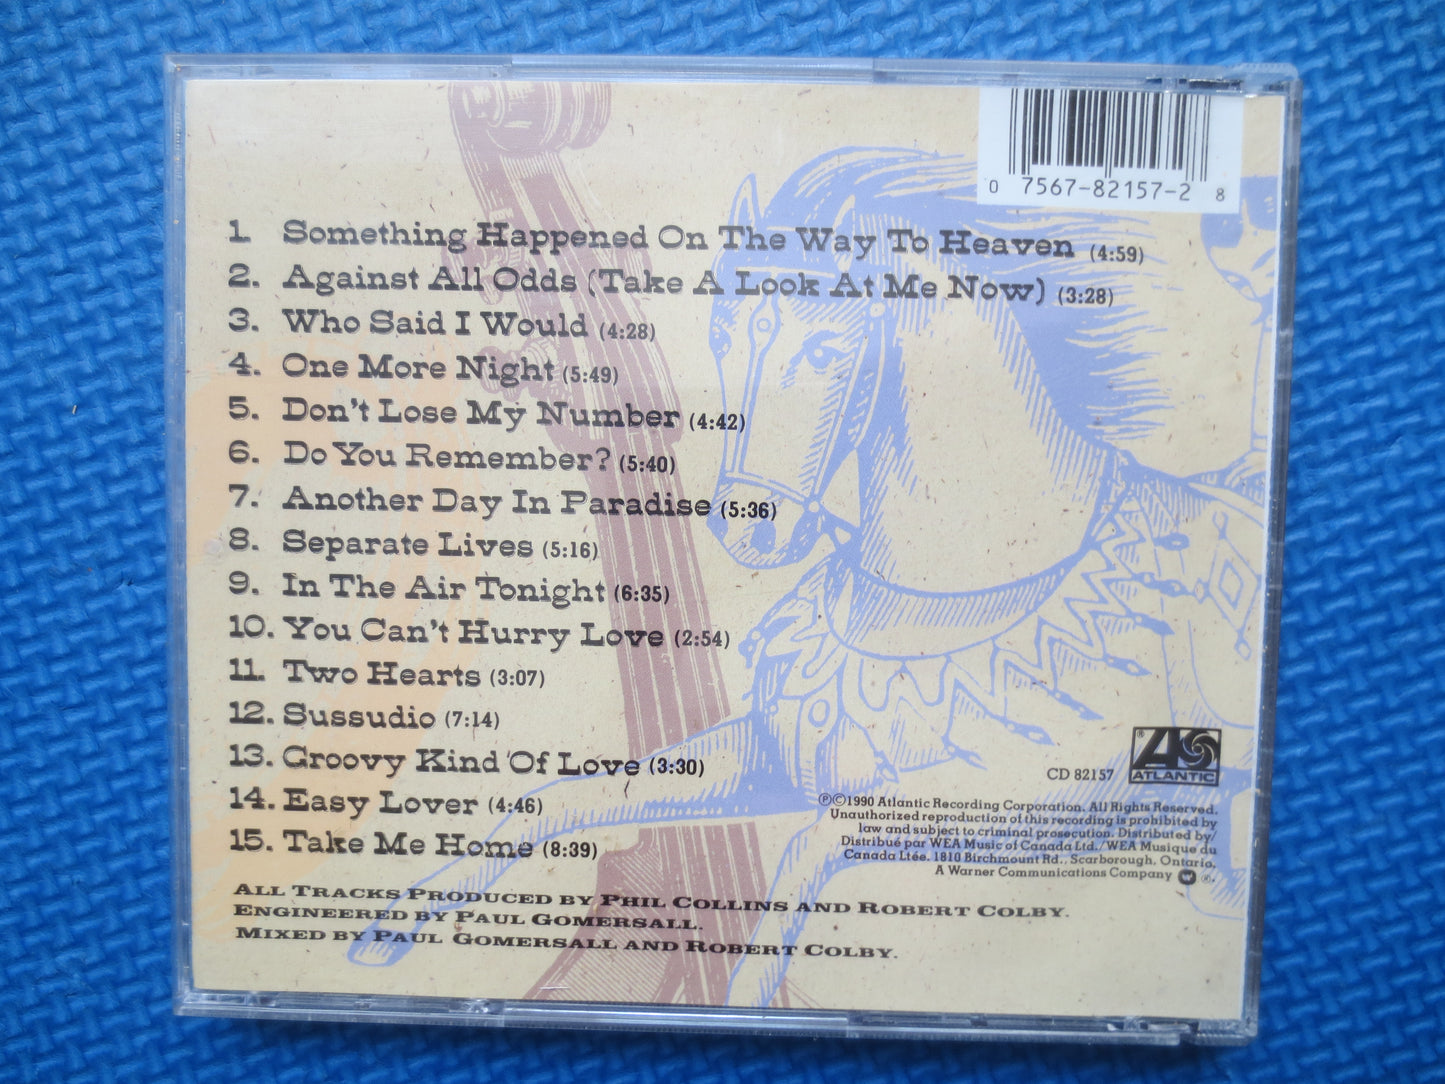 0 7567-82157-2 8
1. Something Happened On The Way To Heaven (4:59)
2. Against All Odds (Take A Look At Me Now) (3:28)
3. Who Said I Would (4:28)
4. One More Night (5:49)
5. Don't Lose My Number (4:42)
6. Do You Remember? (5:40)
7. Another Day In Paradise (5:36)
8. Separate Lives (5:16)
9. In The Air Tonight (6:35)
10. You Can't Hurry Love (2:54)
11. Two Hearts (3:07)
12. Sussudio (7:14)
13. Groovy Kind Of Love (3:30)
14. Easy Lover (4:46)
15. Take Me Home (8:39)
All Tracks Produced by Phil Collins and Robert Colby.
Engineered by Paul Gomersall.
Mixed by Paul Gomersall and Robert Colby.
CD 82157
® ATLANTIC
℗©1990 Atlantic Recording Corporation. All Rights Reserved.
Unauthorized reproduction of this recording is prohibited by
law and subject to criminal prosecution. Distributed by/
Distribué par WEA Music of Canada Ltd./WEA Musique du
Canada Ltée. 1810 Birchmount Rd., Scarborough, Ontario.
A Warner Communications Company ®.